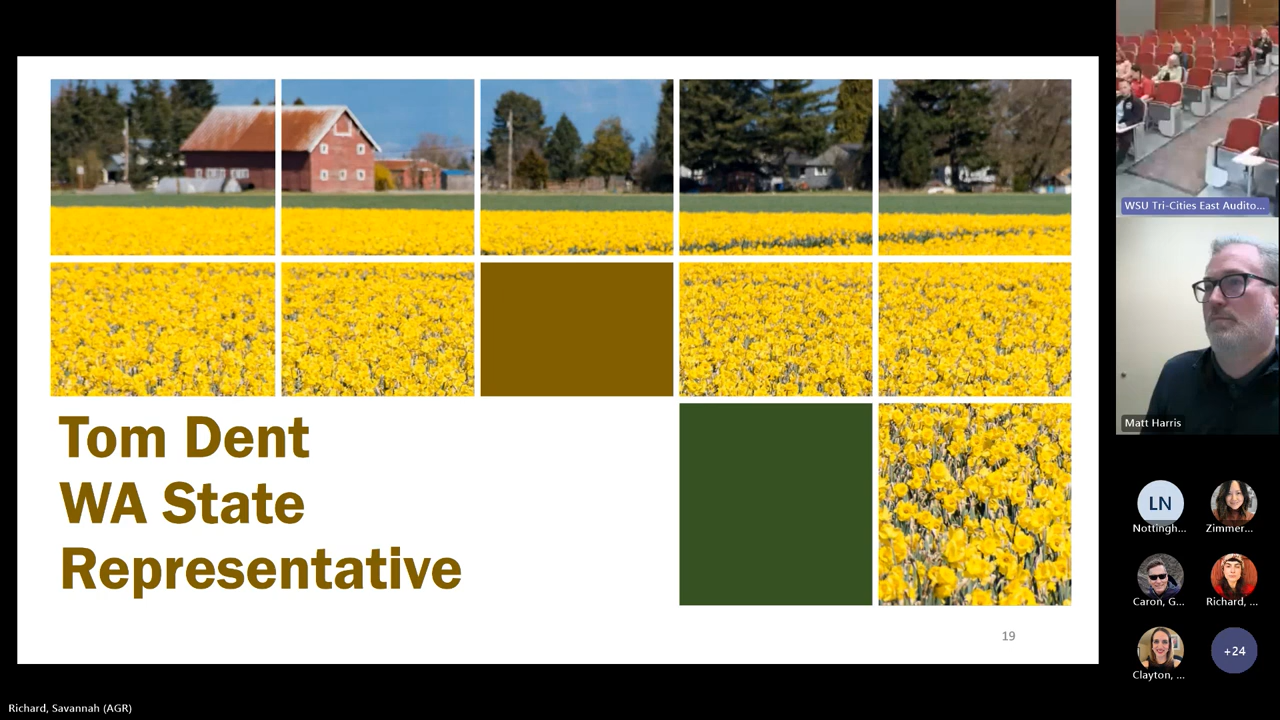 Tom Dent
WA State
Representative
19
WSU Tri-Cities East Audito...
Matt Harris
LN
Nottingh...
Zimmer...
Caron, G...
Richard, ...
Clayton, ...
+24
Richard, Savannah (AGR)